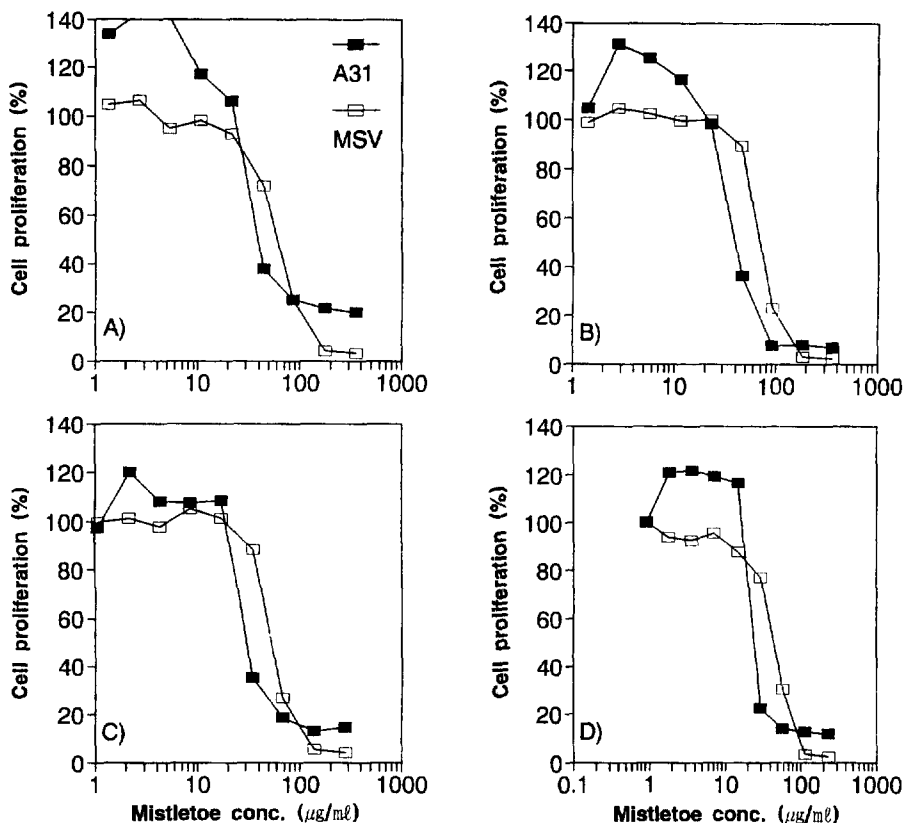 140
120
100
80
60
40
20
0
Cell proliferation (%)
A31
MSV
A)
1 10 100 1000
140
120
100
80
60
40
20
0
Cell proliferation (%)
B)
1 10 100 1000
140
120
100
80
60
40
20
0
Cell proliferation (%)
C)
1 10 100 1000
Mistletoe conc. (μg/mℓ)
140
120
100
80
60
40
20
0
Cell proliferation (%)
D)
0.1 1 10 100 1000
Mistletoe conc. (μg/mℓ)